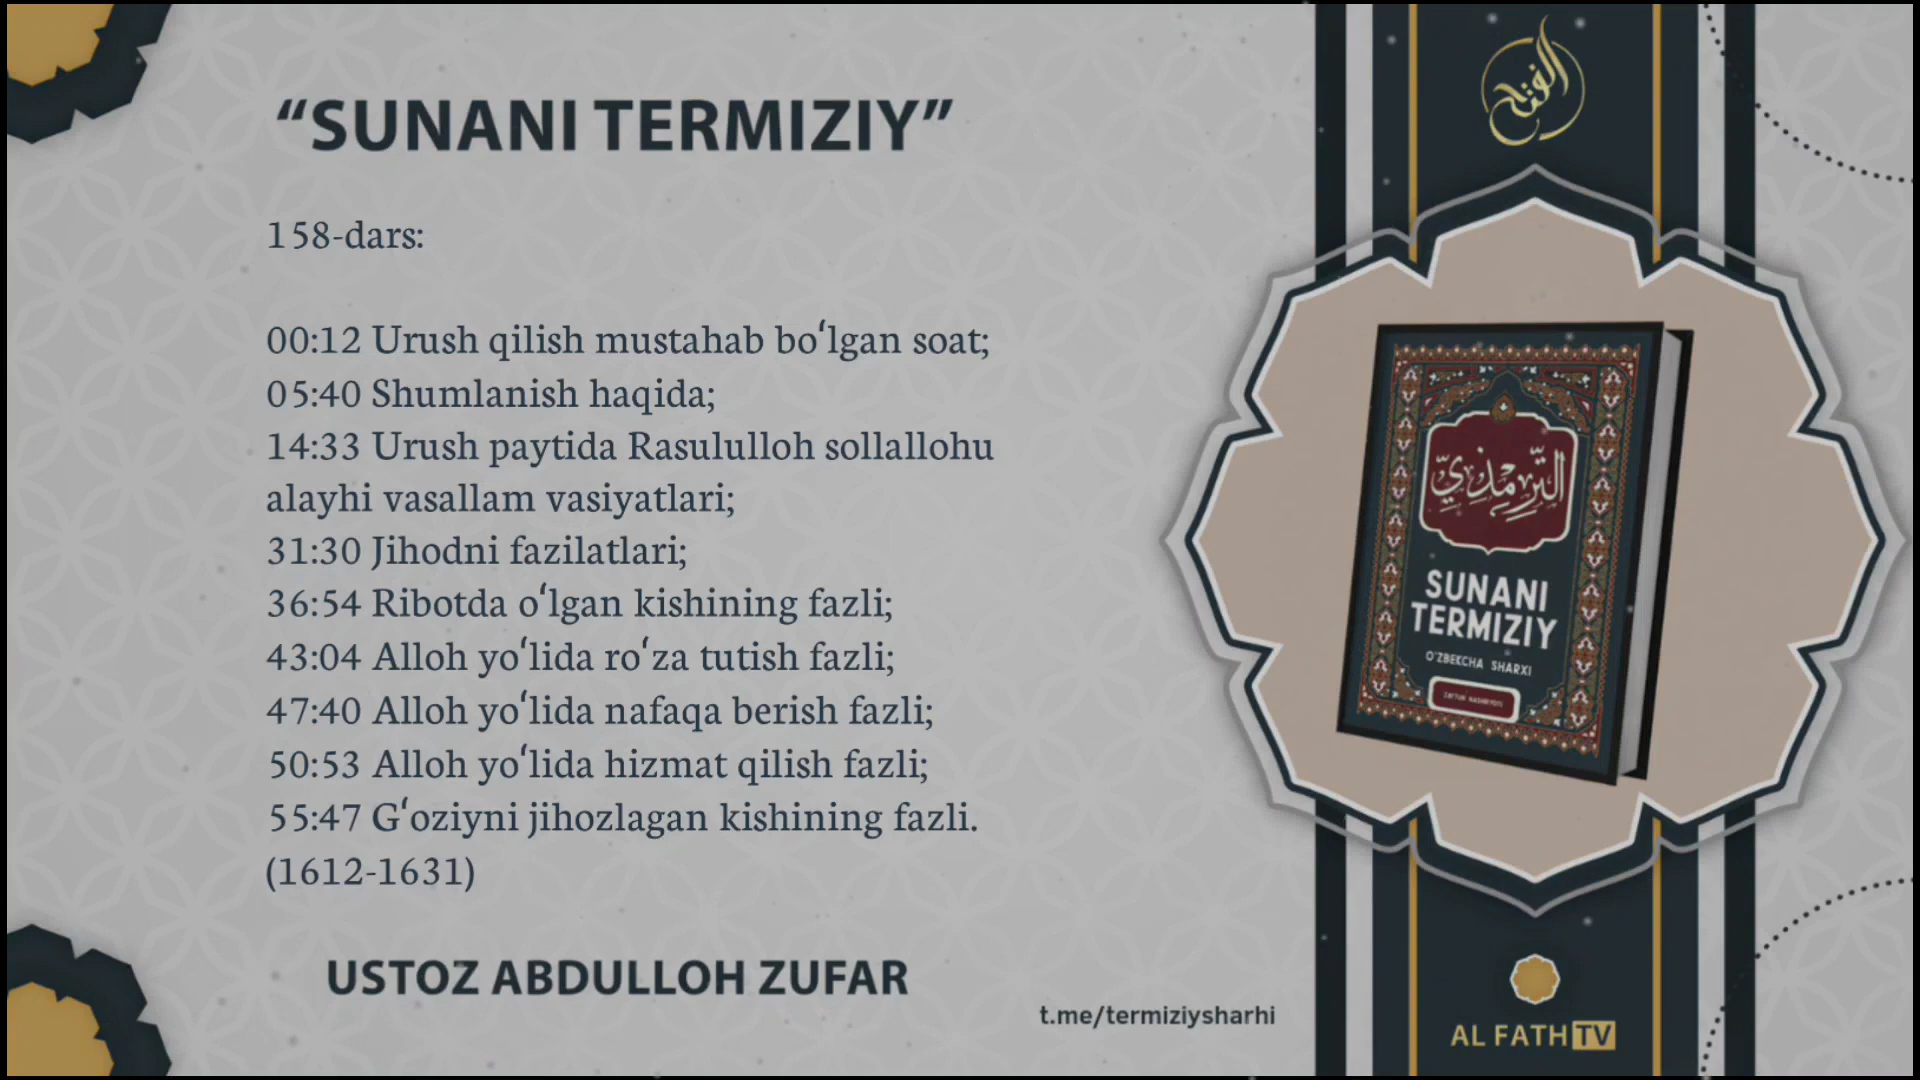 “SUNANI TERMIZIY”
158-dars:
00:12 Urush qilish mustahab boʻlgan soat;
05:40 Shumlanish haqida;
14:33 Urush paytida Rasululloh sollallohu
alayhi vasallam vasiyatlari;
31:30 Jihodni fazilatlari;
36:54 Ribotda oʻlgan kishining fazli;
43:04 Alloh yoʻlida roʻza tutish fazli;
47:40 Alloh yoʻlida nafaqa berish fazli;
50:53 Alloh yoʻlida hizmat qilish fazli;
55:47 Gʻoziyni jihozlagan kishining fazli.
(1612-1631)
USTOZ ABDULLOH ZUFAR
t.me/termiziysharhi
الفتح
التِّرْمِذِيّ
SUNANI
TERMIZIY
O'ZBEKCHA SHARXI
AL FATH TV